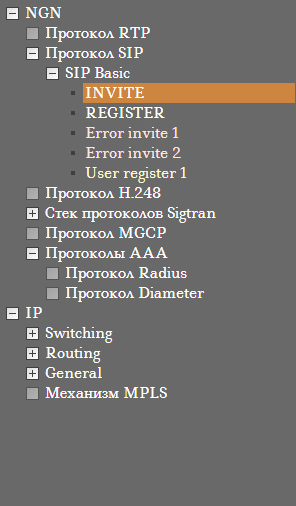 NGN
Протокол RTP
Протокол SIP
SIP Basic
INVITE
REGISTER
Error invite 1
Error invite 2
User register 1
Протокол H.248
Стек протоколов Sigtran
Протокол MGCP
Протоколы AAA
Протокол Radius
Протокол Diameter
IP
Switching
Routing
General
Механизм MPLS